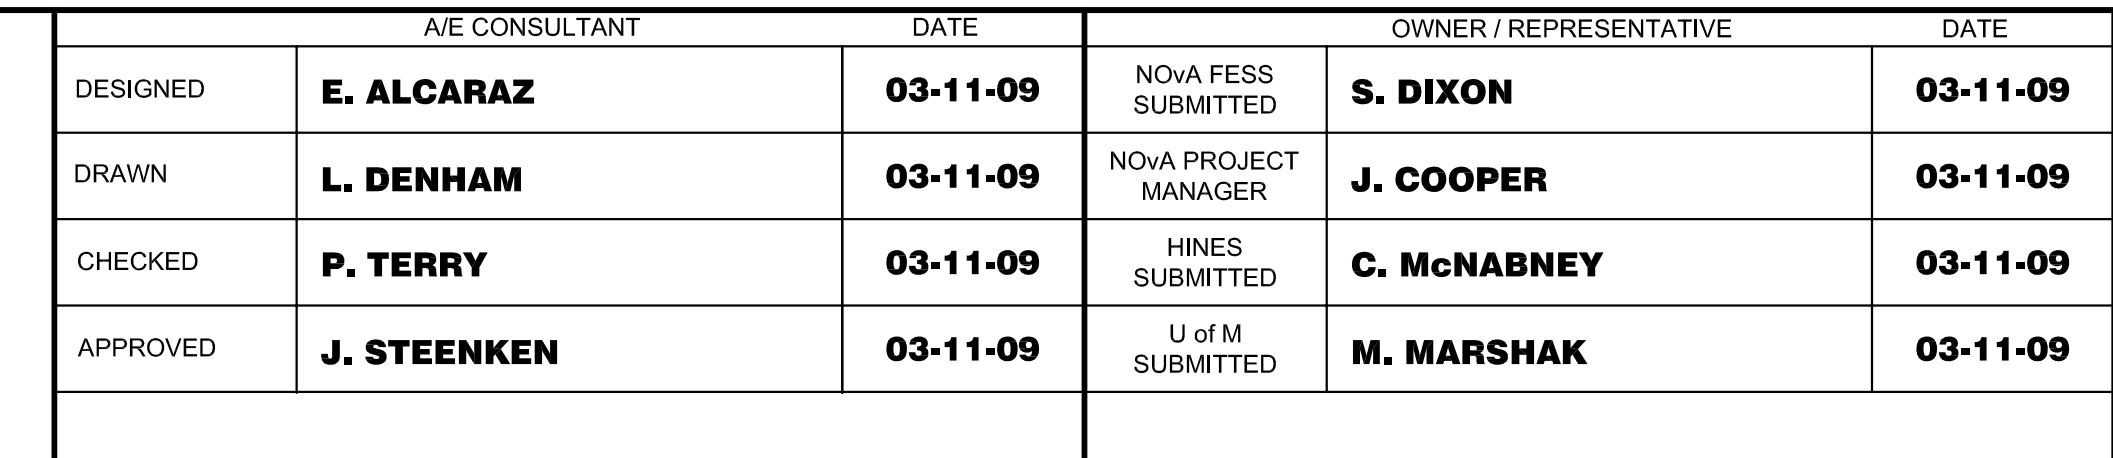 A/E CONSULTANT DATE OWNER / REPRESENTATIVE DATE
DESIGNED E. ALCARAZ 03-11-09 NOvA FESS
SUBMITTED S. DIXON 03-11-09
DRAWN L. DENHAM 03-11-09 NOvA PROJECT
MANAGER J. COOPER 03-11-09
CHECKED P. TERRY 03-11-09 HINES
SUBMITTED C. McNABNEY 03-11-09
APPROVED J. STEENKEN 03-11-09 U of M
SUBMITTED M. MARSHAK 03-11-09